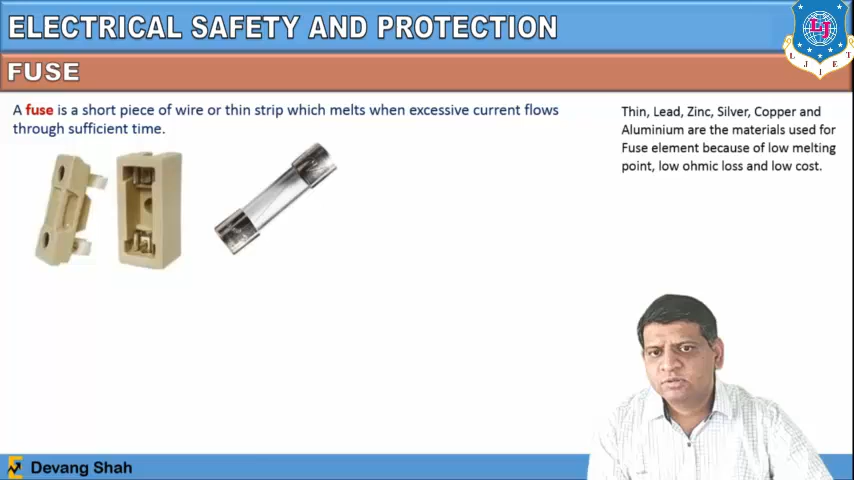 ELECTRICAL SAFETY AND PROTECTION
FUSE
LJ
L J I E T
A fuse is a short piece of wire or thin strip which melts when excessive current flows
through sufficient time.
Thin, Lead, Zinc, Silver, Copper and
Aluminium are the materials used for
Fuse element because of low melting
point, low ohmic loss and low cost.
Devang Shah